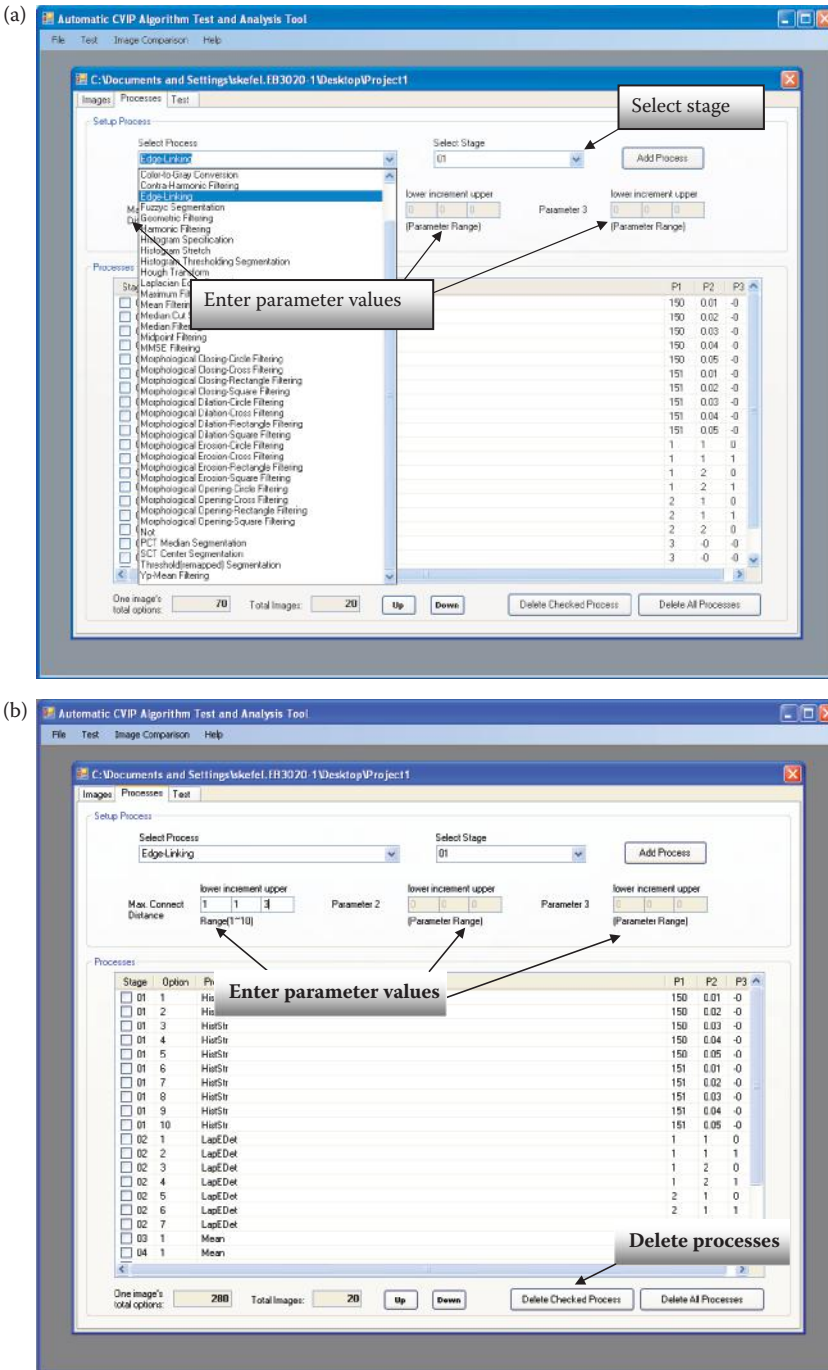 (a)
Automatic CVIP Algorithm Test and Analysis Tool
File Test Image Comparison Help
C:\Documents and Settings\skefel.EB3020-1\Desktop\Project1
Images Processes Test
Select stage
Setup Process
Select Process Select Stage
Edge-Linking 01 Add Process
Color-to-Gray Conversion
Contra-Harmonic Filtering
Edge-Linking
Fuzzyc Segmentation
Geometric Filtering
Harmonic Filtering
Histogram Specification
Histogram Stretch
Histogram Thresholding Segmentation
Hough Transform
Laplacian
Maximum
Mean Filtering
Median Cut
Median Filtering
Midpoint Filtering
MMSE Filtering
Morphological Closing-Circle Filtering
Morphological Closing-Cross Filtering
Morphological Closing-Rectangle Filtering
Morphological Closing-Square Filtering
Morphological Dilation-Circle Filtering
Morphological Dilation-Cross Filtering
Morphological Dilation-Rectangle Filtering
Morphological Dilation-Square Filtering
Morphological Erosion-Circle Filtering
Morphological Erosion-Cross Filtering
Morphological Erosion-Rectangle Filtering
Morphological Erosion-Square Filtering
Morphological Opening-Circle Filtering
Morphological Opening-Cross Filtering
Morphological Opening-Rectangle Filtering
Morphological Opening-Square Filtering
Not
PCT Median Segmentation
SCT Center Segmentation
Threshold(remapped) Segmentation
Yp-Mean Filtering
lower increment upper lower increment upper
0 0 0 Parameter 3 0 0 0
(Parameter Range) (Parameter Range)
Enter parameter values
Processes
P1 P2 P3
150 0.01 -0
150 0.02 -0
150 0.03 -0
150 0.04 -0
150 0.05 -0
151 0.01 -0
151 0.02 -0
151 0.03 -0
151 0.04 -0
151 0.05 -0
1 1 0
1 1 1
1 2 0
1 2 1
2 1 0
2 1 1
2 2 0
3 -0 -0
3 -0 -0
One image's total options: 70 Total Images: 20 Up Down Delete Checked Process Delete All Processes
(b)
Automatic CVIP Algorithm Test and Analysis Tool
File Test Image Comparison Help
C:\Documents and Settings\skefel.EB3020-1\Desktop\Project1
Images Processes Test
Setup Process
Select Process Select Stage
Edge-Linking 01 Add Process
lower increment upper lower increment upper lower increment upper
Max. Connect Distance 1 1 3 Parameter 2 0 0 0 Parameter 3 0 0 0
Range(1~10) (Parameter Range) (Parameter Range)
Enter parameter values
Processes
Stage Option P1 P2 P3
01 1 150 0.01 -0
01 2 150 0.02 -0
01 3 HistStr 150 0.03 -0
01 4 HistStr 150 0.04 -0
01 5 HistStr 150 0.05 -0
01 6 HistStr 151 0.01 -0
01 7 HistStr 151 0.02 -0
01 8 HistStr 151 0.03 -0
01 9 HistStr 151 0.04 -0
01 10 HistStr 151 0.05 -0
02 1 LapEDet 1 1 0
02 2 LapEDet 1 1 1
02 3 LapEDet 1 2 0
02 4 LapEDet 1 2 1
02 5 LapEDet 2 1 0
02 6 LapEDet 2 1 1
02 7 LapEDet
03 1 Mean
04 1 Mean
Delete processes
One image's total options: 280 Total Images: 20 Up Down Delete Checked Process Delete All Processes